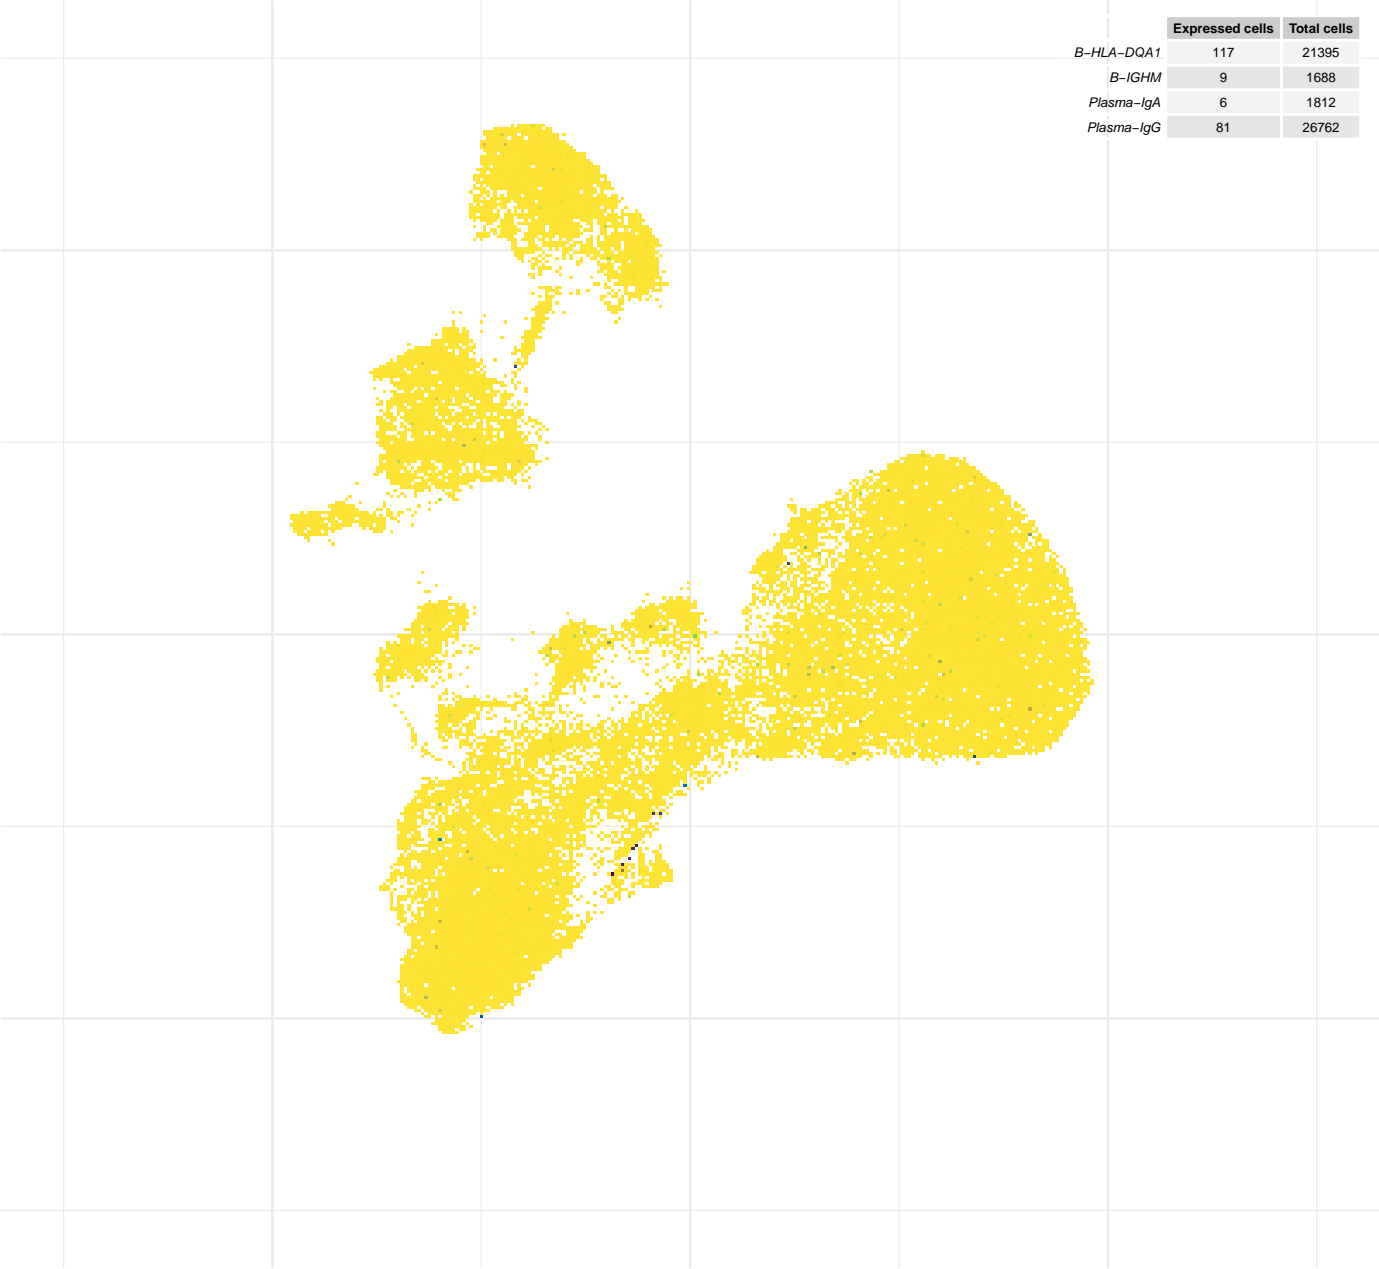 Expressed cells Total cells
B−HLA−DQA1 117 21395
B−IGHM 9 1688
Plasma−IgA 6 1812
Plasma−IgG 81 26762